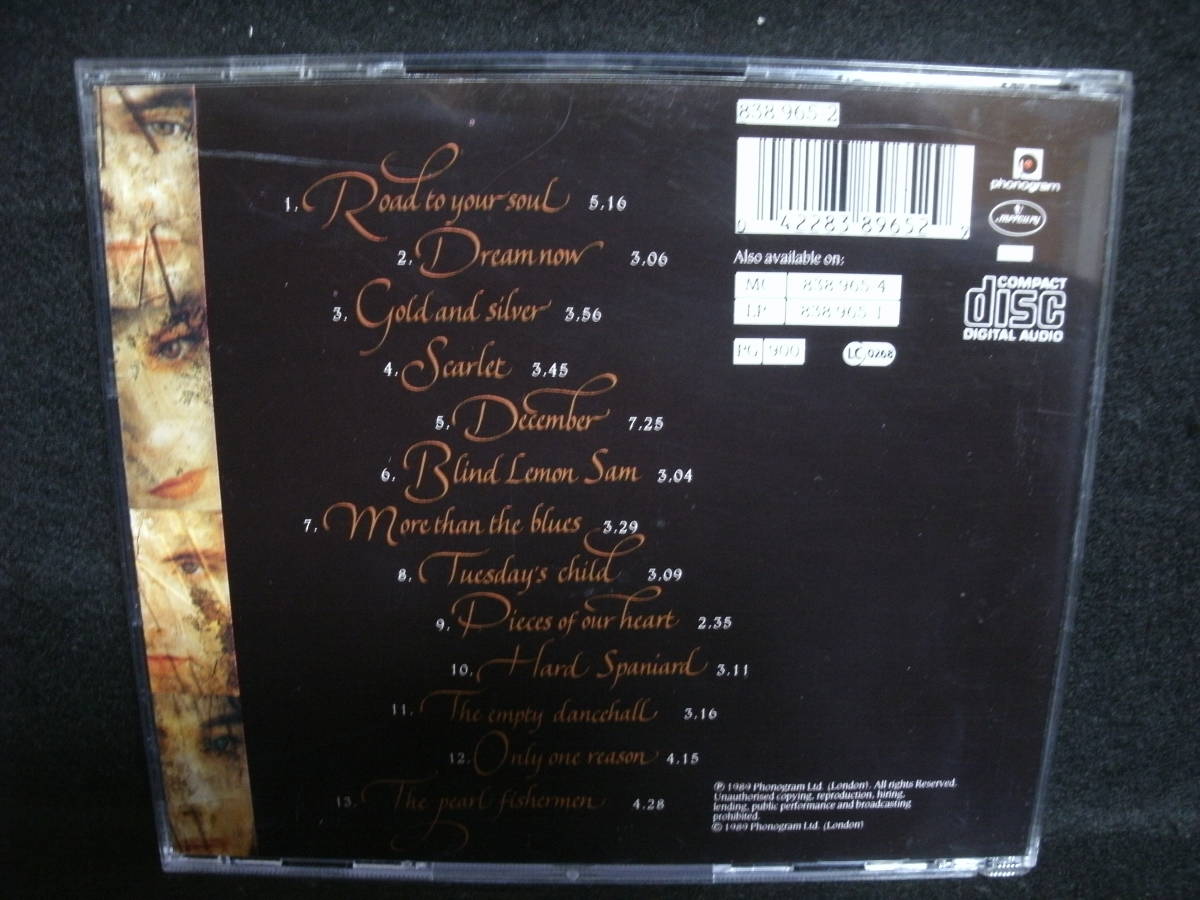 1. Road to your soul 5.16
2. Dream now 3.06
3. Gold and silver 3.56
4. Scarlet 3.45
5. December 7.25
6. Blind Lemon Sam 3.04
7. More than the blues 3.29
8. Tuesday's child 3.09
9. Pieces of our heart 2.35
10. Hard Spaniard 3.11
11. The empty dancehall 3.16
12. Only one reason 4.15
13. The pearl fishermen 4.28
838 965 2
0 42283 89652 9
phonogram
mercury
Also available on:
MC 838 965 4
LP 838 965 1
PG 900
LC 0268
COMPACT
disc
DIGITAL AUDIO
℗ 1989 Phonogram Ltd. (London). All rights Reserved.
Unauthorised copying, reproduction, hiring,
lending, public performance and broadcasting
prohibited.
© 1989 Phonogram Ltd. (London)